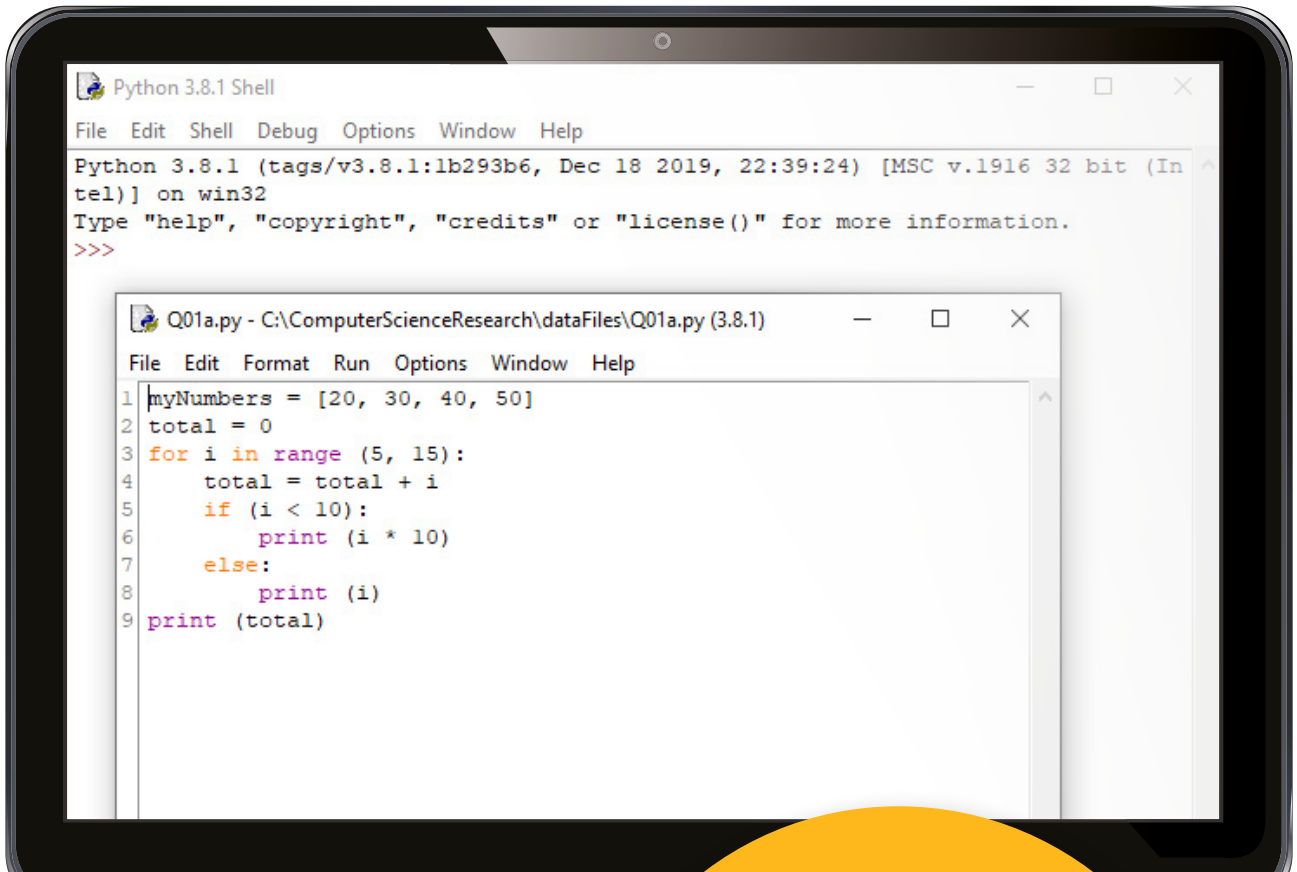 Python 3.8.1 Shell
File Edit Shell Debug Options Window Help
Python 3.8.1 (tags/v3.8.1:1b293b6, Dec 18 2019, 22:39:24) [MSC v.1916 32 bit (In
tel)] on win32
Type "help", "copyright", "credits" or "license()" for more information.
>>>
Q01a.py - C:\ComputerScienceResearch\dataFiles\Q01a.py (3.8.1)
File Edit Format Run Options Window Help
1 myNumbers = [20, 30, 40, 50]
2 total = 0
3 for i in range (5, 15):
4     total = total + i
5     if (i < 10):
6         print (i * 10)
7     else:
8         print (i)
9 print (total)